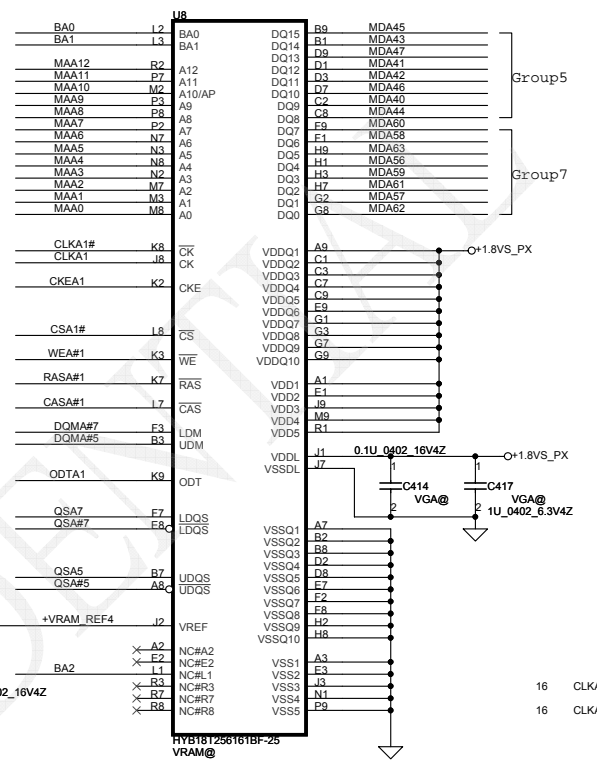 U8
BA0 L2 BA0 DQ15 B9 MDA45
BA1 L3 BA1 DQ14 B1 MDA43
DQ13 D9 MDA47
MAA12 R2 A12 DQ12 D1 MDA41
MAA11 P7 A11 DQ11 D3 MDA42
MAA10 M2 A10/AP DQ10 D7 MDA46
MAA9 P3 A9 DQ9 C2 MDA40
MAA8 P8 A8 DQ8 C8 MDA44
Group5
MAA7 P2 A7 DQ7 F9 MDA60
MAA6 N7 A6 DQ6 F1 MDA58
MAA5 N3 A5 DQ5 H9 MDA63
MAA4 N8 A4 DQ4 H1 MDA56
MAA3 N2 A3 DQ3 H3 MDA59
MAA2 M7 A2 DQ2 H7 MDA61
MAA1 M3 A1 DQ1 G2 MDA57
MAA0 M8 A0 DQ0 G8 MDA62
Group7
CLKA1# K8 CK VDDQ1 A9 +1.8VS_PX
CLKA1 J8 CK VDDQ2 C1
VDDQ3 C3
CKEA1 K2 CKE VDDQ4 C7
VDDQ5 C9
VDDQ6 E9
VDDQ7 G1
CSA1# L8 CS VDDQ8 G3
VDDQ9 G7
WEA#1 K3 WE VDDQ10 G9
RASA#1 K7 RAS VDD1 A1
VDD2 E1
CASA#1 L7 CAS VDD3 J9
VDD4 M9
DQMA#7 F3 LDM VDD5 R1
DQMA#5 B3 UDM
VDDL J1 0.1U_0402_16V4Z +1.8VS_PX
VSSDL J7 1 1
ODTA1 K9 ODT
C414 C417
VGA@ VGA@
2 2 1U_0402_6.3V4Z
QSA7 F7 LDQS VSSQ1 A7
QSA#7 E8 LDQS VSSQ2 B2
VSSQ3 B8
VSSQ4 D2
QSA5 B7 UDQS VSSQ5 D8
QSA#5 A8 UDQS VSSQ6 E7
VSSQ7 F2
VSSQ8 F8
+VRAM_REF4 J2 VREF VSSQ9 H2
VSSQ10 H8
A2 NC#A2 VSS1 A3
E2 NC#E2 VSS2 E3
BA2 L1 NC#L1 VSS3 J3
R3 NC#R3 VSS4 N1
R7 NC#R7 VSS5 P9
R8 NC#R8
02_16V4Z
16 CLKA
16 CLKA
HYB18T256161BF-25
VRAM@